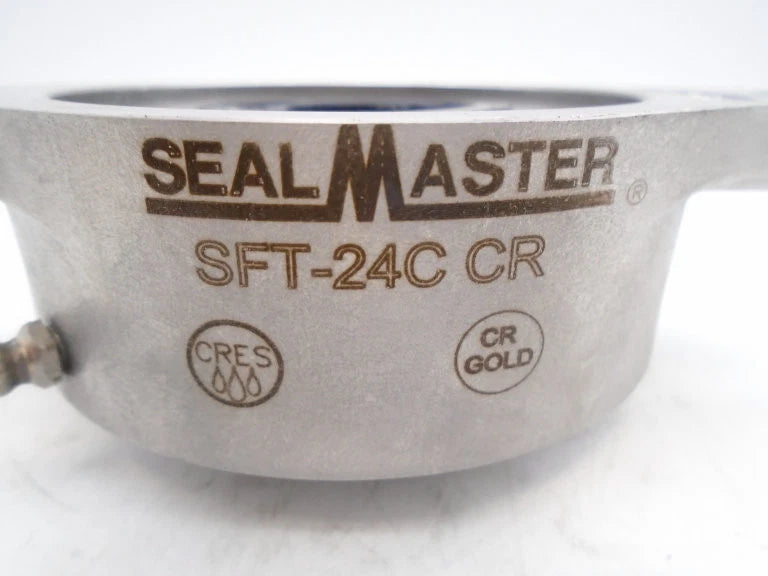 SEALMASTER®
SFT-24C CR
CRES
CR
GOLD